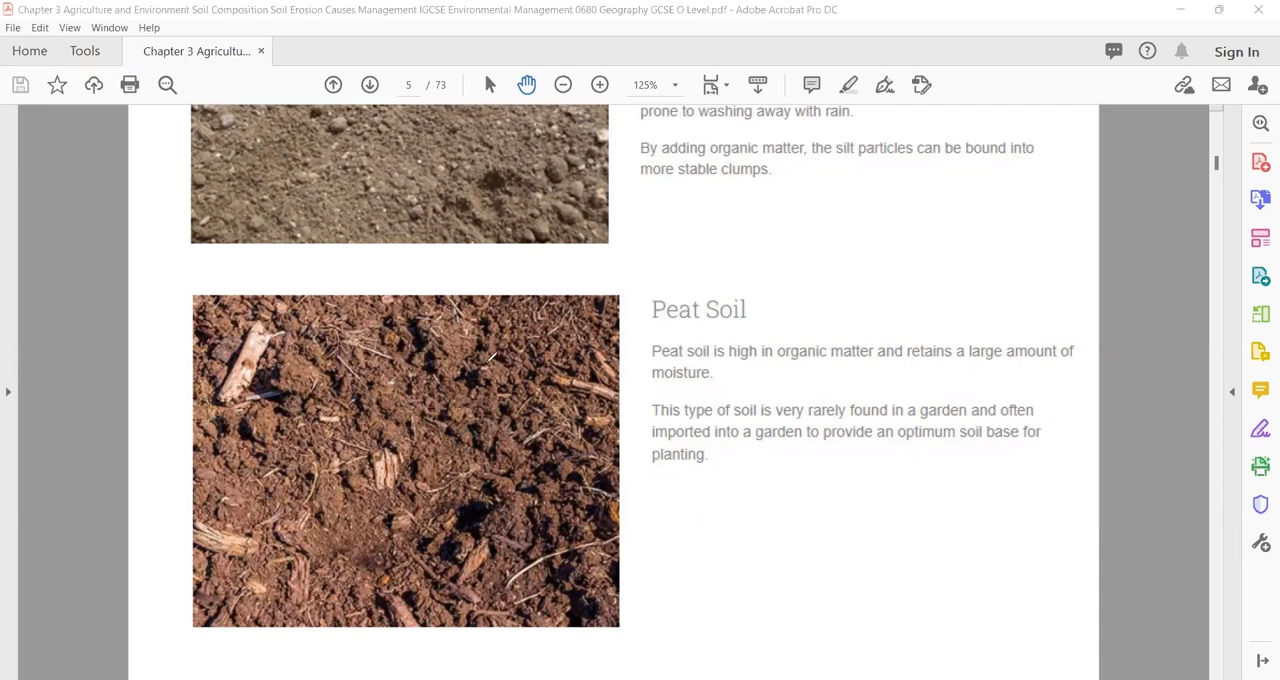 Chapter 3 Agriculture and Environment Soil Composition Soil Erosion Causes Management IGCSE Environmental Management 0680 Geography GCSE O Level.pdf - Adobe Acrobat Pro DC
File Edit View Window Help
Home Tools Chapter 3 Agricultu... × Sign In
5 / 73 125%
prone to washing away with rain.
By adding organic matter, the silt particles can be bound into
more stable clumps.
Peat Soil
Peat soil is high in organic matter and retains a large amount of
moisture.
This type of soil is very rarely found in a garden and often
imported into a garden to provide an optimum soil base for
planting.